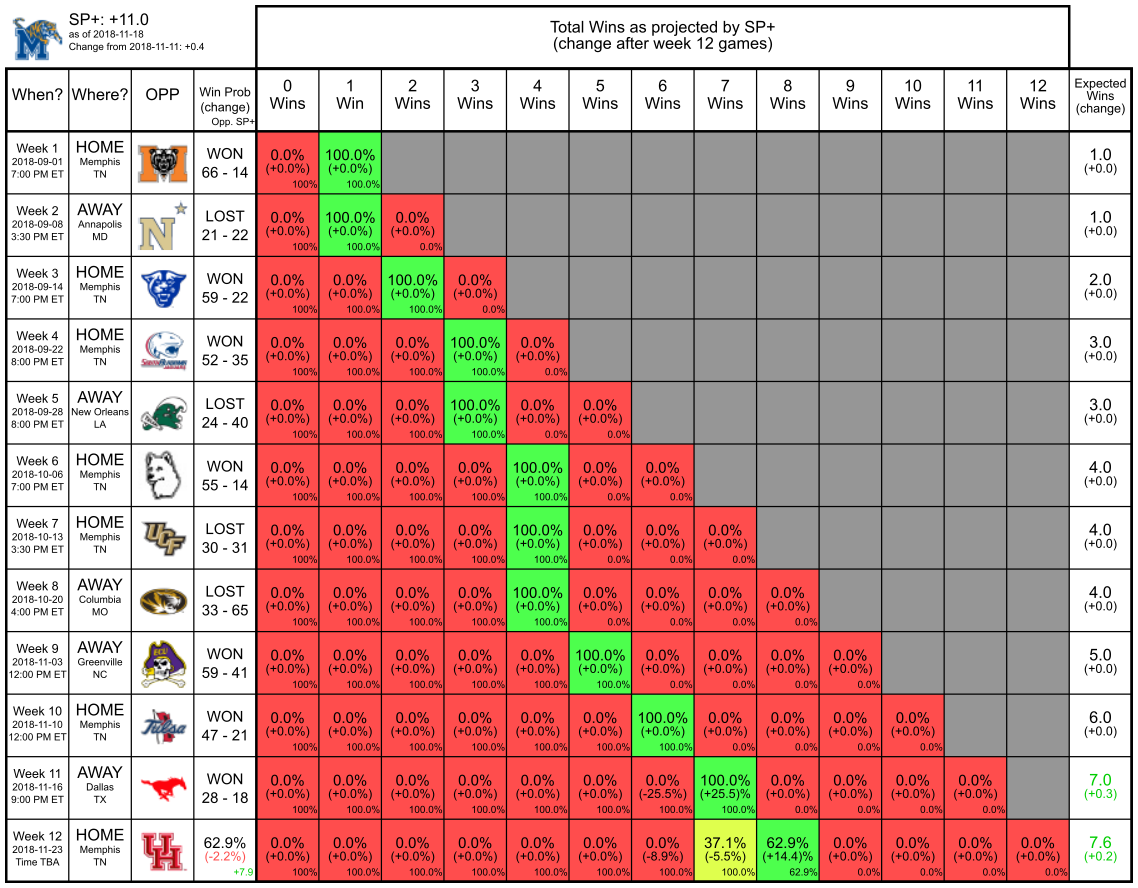 SP+: +11.0
as of 2018-11-18
Change from 2018-11-11: +0.4
Total Wins as projected by SP+
(change after week 12 games)
When? Where? OPP Win Prob (change) Opp. SP+ 0 Wins 1 Win 2 Wins 3 Wins 4 Wins 5 Wins 6 Wins 7 Wins 8 Wins 9 Wins 10 Wins 11 Wins 12 Wins Expected Wins (change)
Week 1 HOME WON 0.0% 100.0% 1.0
2018-09-01 Memphis 66 - 14 (+0.0%) (+0.0%) (+0.0)
7:00 PM ET TN 100% 100.0%
Week 2 AWAY N LOST 0.0% 100.0% 0.0% 1.0
2018-09-08 Annapolis 21 - 22 (+0.0%) (+0.0%) (+0.0%) (+0.0)
3:30 PM ET MD 100% 100.0% 0.0%
Week 3 HOME WON 0.0% 0.0% 100.0% 0.0% 2.0
2018-09-14 Memphis 59 - 22 (+0.0%) (+0.0%) (+0.0%) (+0.0%) (+0.0)
7:00 PM ET TN 100% 100.0% 100.0% 0.0%
Week 4 HOME WON 0.0% 0.0% 0.0% 100.0% 0.0% 3.0
2018-09-22 Memphis 52 - 35 (+0.0%) (+0.0%) (+0.0%) (+0.0%) (+0.0%) (+0.0)
8:00 PM ET TN 100% 100.0% 100.0% 100.0% 0.0%
Week 5 AWAY LOST 0.0% 0.0% 0.0% 100.0% 0.0% 0.0% 3.0
2018-09-28 New Orleans 24 - 40 (+0.0%) (+0.0%) (+0.0%) (+0.0%) (+0.0%) (+0.0%) (+0.0)
8:00 PM ET LA 100% 100.0% 100.0% 100.0% 0.0% 0.0%
Week 6 HOME WON 0.0% 0.0% 0.0% 0.0% 100.0% 0.0% 0.0% 4.0
2018-10-06 Memphis 55 - 14 (+0.0%) (+0.0%) (+0.0%) (+0.0%) (+0.0%) (+0.0%) (+0.0%) (+0.0)
7:00 PM ET TN 100% 100.0% 100.0% 100.0% 100.0% 0.0% 0.0%
Week 7 HOME UCF LOST 0.0% 0.0% 0.0% 0.0% 100.0% 0.0% 0.0% 0.0% 4.0
2018-10-13 Memphis 30 - 31 (+0.0%) (+0.0%) (+0.0%) (+0.0%) (+0.0%) (+0.0%) (+0.0%) (+0.0%) (+0.0)
3:30 PM ET TN 100% 100.0% 100.0% 100.0% 100.0% 0.0% 0.0% 0.0%
Week 8 AWAY LOST 0.0% 0.0% 0.0% 0.0% 100.0% 0.0% 0.0% 0.0% 0.0% 4.0
2018-10-20 Columbia 33 - 65 (+0.0%) (+0.0%) (+0.0%) (+0.0%) (+0.0%) (+0.0%) (+0.0%) (+0.0%) (+0.0%) (+0.0)
4:00 PM ET MO 100% 100.0% 100.0% 100.0% 100.0% 0.0% 0.0% 0.0% 0.0%
Week 9 AWAY ECU WON 0.0% 0.0% 0.0% 0.0% 0.0% 100.0% 0.0% 0.0% 0.0% 0.0% 5.0
2018-11-03 Greenville 59 - 41 (+0.0%) (+0.0%) (+0.0%) (+0.0%) (+0.0%) (+0.0%) (+0.0%) (+0.0%) (+0.0%) (+0.0%) (+0.0)
12:00 PM ET NC 100% 100.0% 100.0% 100.0% 100.0% 100.0% 0.0% 0.0% 0.0% 0.0%
Week 10 HOME Tulsa WON 0.0% 0.0% 0.0% 0.0% 0.0% 0.0% 100.0% 0.0% 0.0% 0.0% 0.0% 6.0
2018-11-10 Memphis 47 - 21 (+0.0%) (+0.0%) (+0.0%) (+0.0%) (+0.0%) (+0.0%) (+0.0%) (+0.0%) (+0.0%) (+0.0%) (+0.0%) (+0.0)
12:00 PM ET TN 100% 100.0% 100.0% 100.0% 100.0% 100.0% 100.0% 0.0% 0.0% 0.0% 0.0%
Week 11 AWAY WON 0.0% 0.0% 0.0% 0.0% 0.0% 0.0% 0.0% 100.0% 0.0% 0.0% 0.0% 0.0% 7.0
2018-11-16 Dallas 28 - 18 (+0.0%) (+0.0%) (+0.0%) (+0.0%) (+0.0%) (+0.0%) (-25.5%) (+25.5)% (+0.0%) (+0.0%) (+0.0%) (+0.0%) (+0.3)
9:00 PM ET TX 100% 100.0% 100.0% 100.0% 100.0% 100.0% 100.0% 100.0% 0.0% 0.0% 0.0% 0.0%
Week 12 HOME UH 62.9% 0.0% 0.0% 0.0% 0.0% 0.0% 0.0% 0.0% 37.1% 62.9% 0.0% 0.0% 0.0% 0.0% 7.6
2018-11-23 Memphis (-2.2%) (+0.0%) (+0.0%) (+0.0%) (+0.0%) (+0.0%) (+0.0%) (-8.9%) (-5.5%) (+14.4)% (+0.0%) (+0.0%) (+0.0%) (+0.0%) (+0.2)
Time TBA TN +7.9 100% 100.0% 100.0% 100.0% 100.0% 100.0% 100.0% 100.0% 62.9% 0.0% 0.0% 0.0% 0.0%